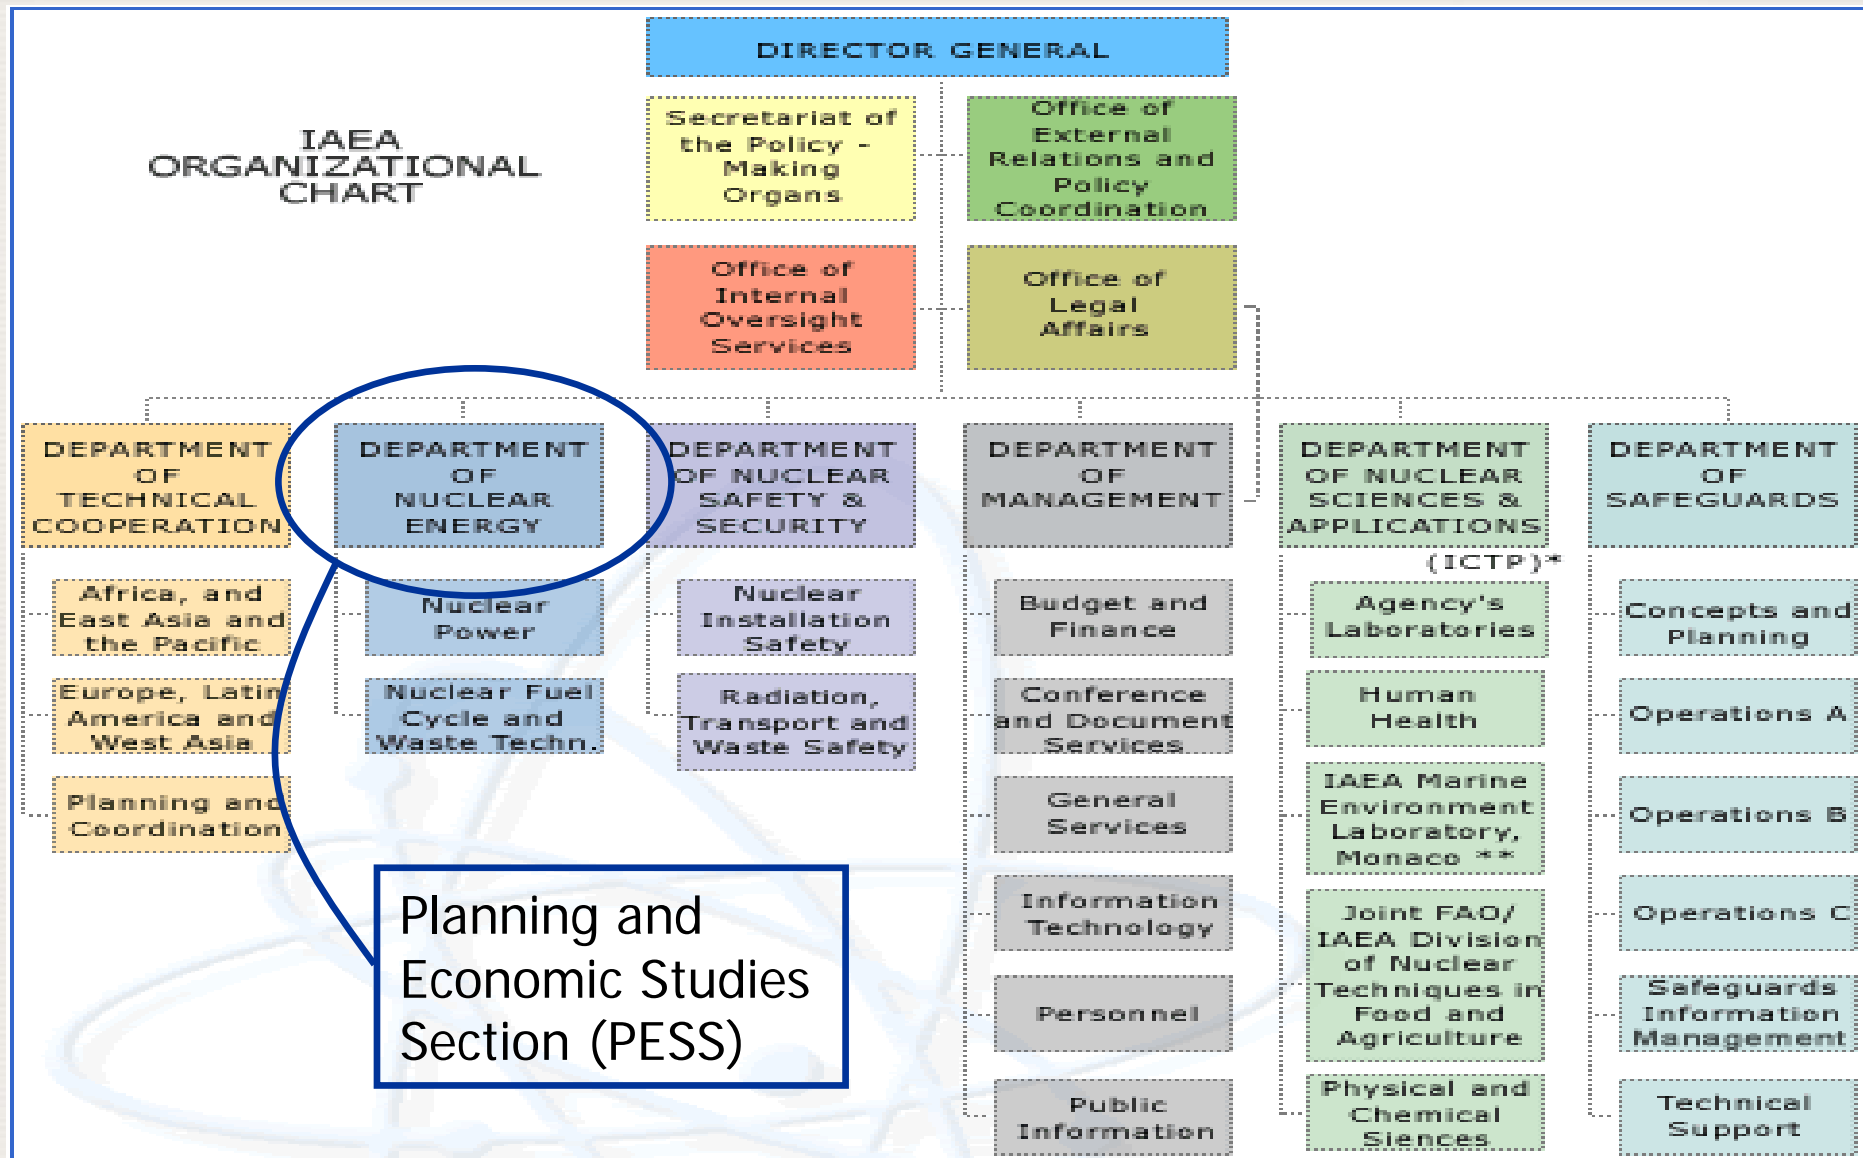 DIRECTOR GENERAL
IAEA
ORGANIZATIONAL
CHART
Secretariat of
the Policy -
Making
Organs
Office of
External
Relations and
Policy
Coordination
Office of
Internal
Oversight
Services
Office of
Legal
Affairs
DEPARTMENT
OF
TECHNICAL
COOPERATION
Africa, and
East Asia and
the Pacific
Europe, Latin
America and
West Asia
Planning and
Coordination
DEPARTMENT
OF
NUCLEAR
ENERGY
Nuclear
Power
Nuclear Fuel
Cycle and
Waste Techn.
Planning and
Economic Studies
Section (PESS)
DEPARTMENT
OF NUCLEAR
SAFETY &
SECURITY
Nuclear
Installation
Safety
Radiation,
Transport and
Waste Safety
DEPARTMENT
OF
MANAGEMENT
Budget and
Finance
Conference
and Document
Services
General
Services
Information
Technology
Personnel
Public
Information
DEPARTMENT
OF NUCLEAR
SCIENCES &
APPLICATIONS
(ICTP)*
Agency's
Laboratories
Human
Health
IAEA Marine
Environment
Laboratory,
Monaco **
Joint FAO/
IAEA Division
of Nuclear
Techniques in
Food and
Agriculture
Physical and
Chemical
Siences
DEPARTMENT
OF
SAFEGUARDS
Concepts and
Planning
Operations A
Operations B
Operations C
Safeguards
Information
Management
Technical
Support